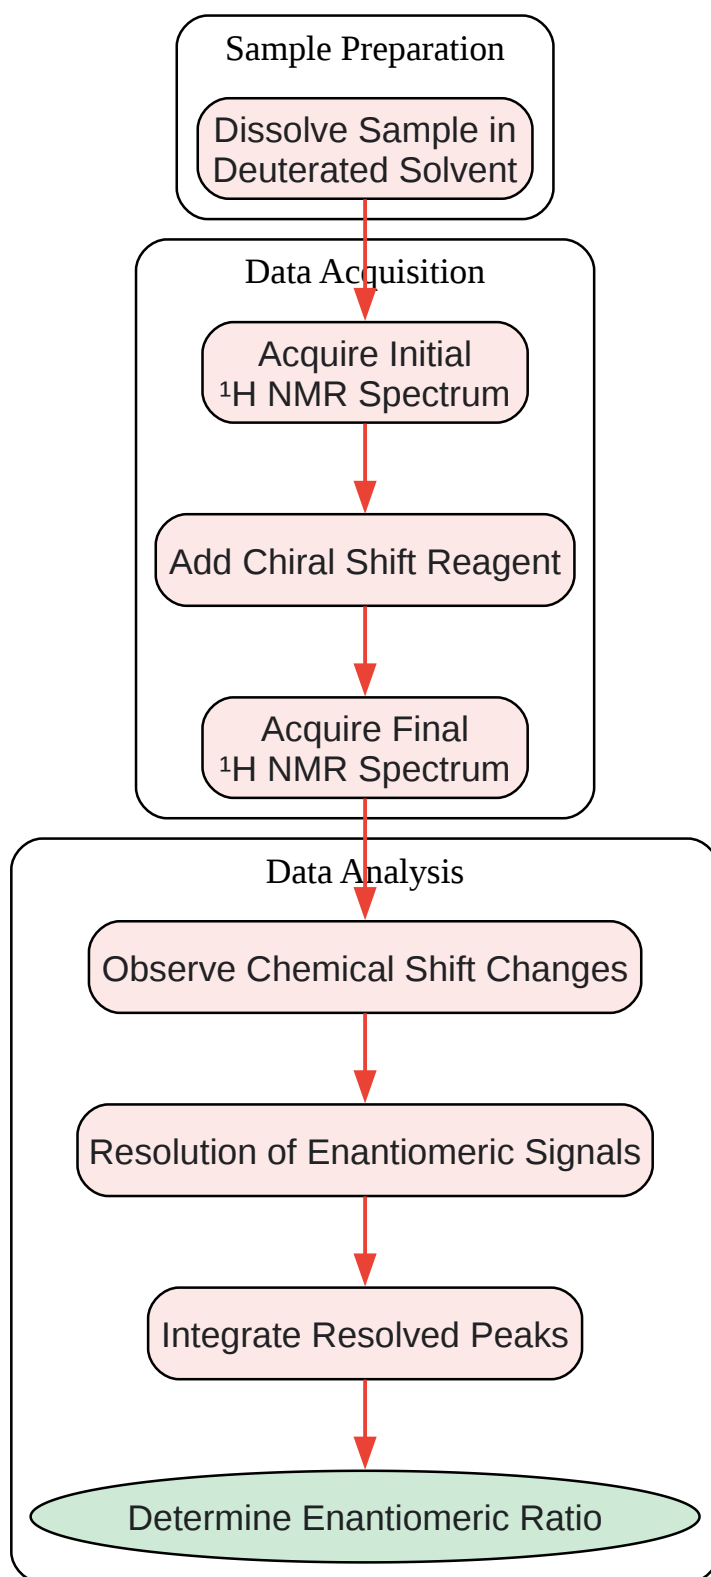 Sample Preparation
Dissolve Sample in
Deuterated Solvent
Data Acquisition
Acquire Initial
¹H NMR Spectrum
Add Chiral Shift Reagent
Acquire Final
¹H NMR Spectrum
Data Analysis
Observe Chemical Shift Changes
Resolution of Enantiomeric Signals
Integrate Resolved Peaks
Determine Enantiomeric Ratio